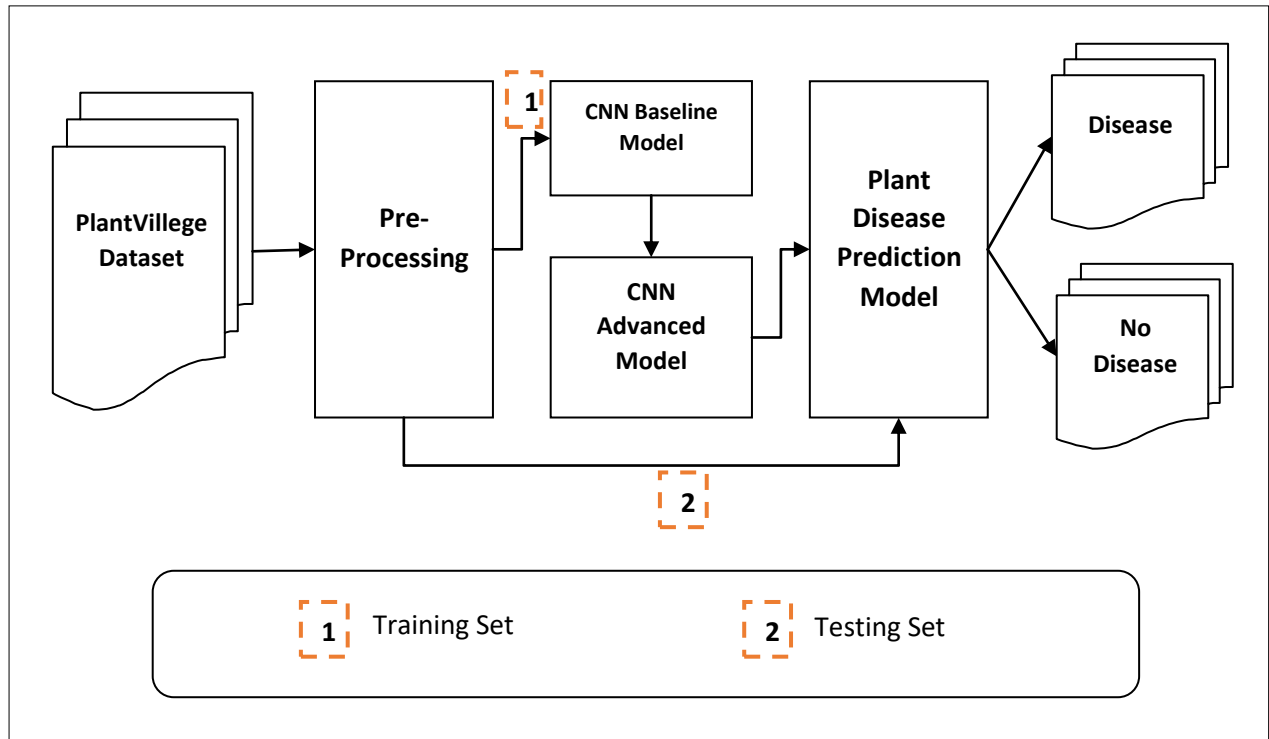 PlantVillege
Dataset
Pre-
Processing
1
CNN Baseline
Model
CNN
Advanced
Model
Plant
Disease
Prediction
Model
Disease
No
Disease
2
1 Training Set
2 Testing Set